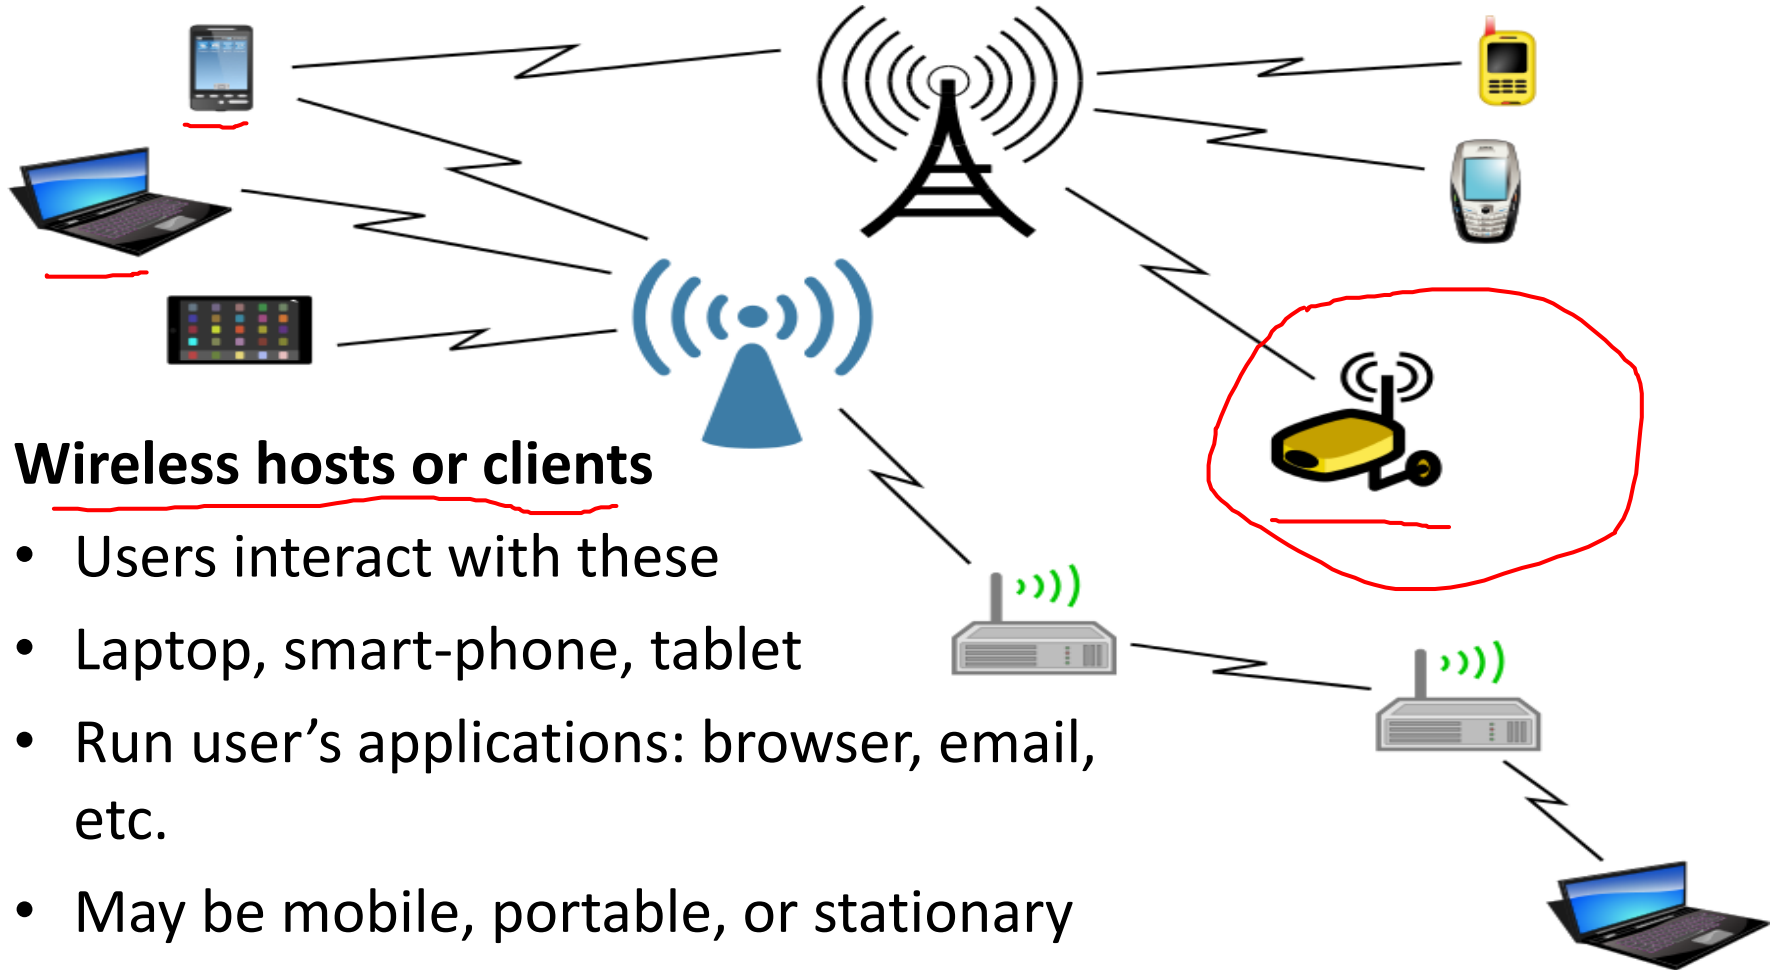 Wireless hosts or clients
• Users interact with these
• Laptop, smart-phone, tablet
• Run user’s applications: browser, email,
etc.
• May be mobile, portable, or stationary